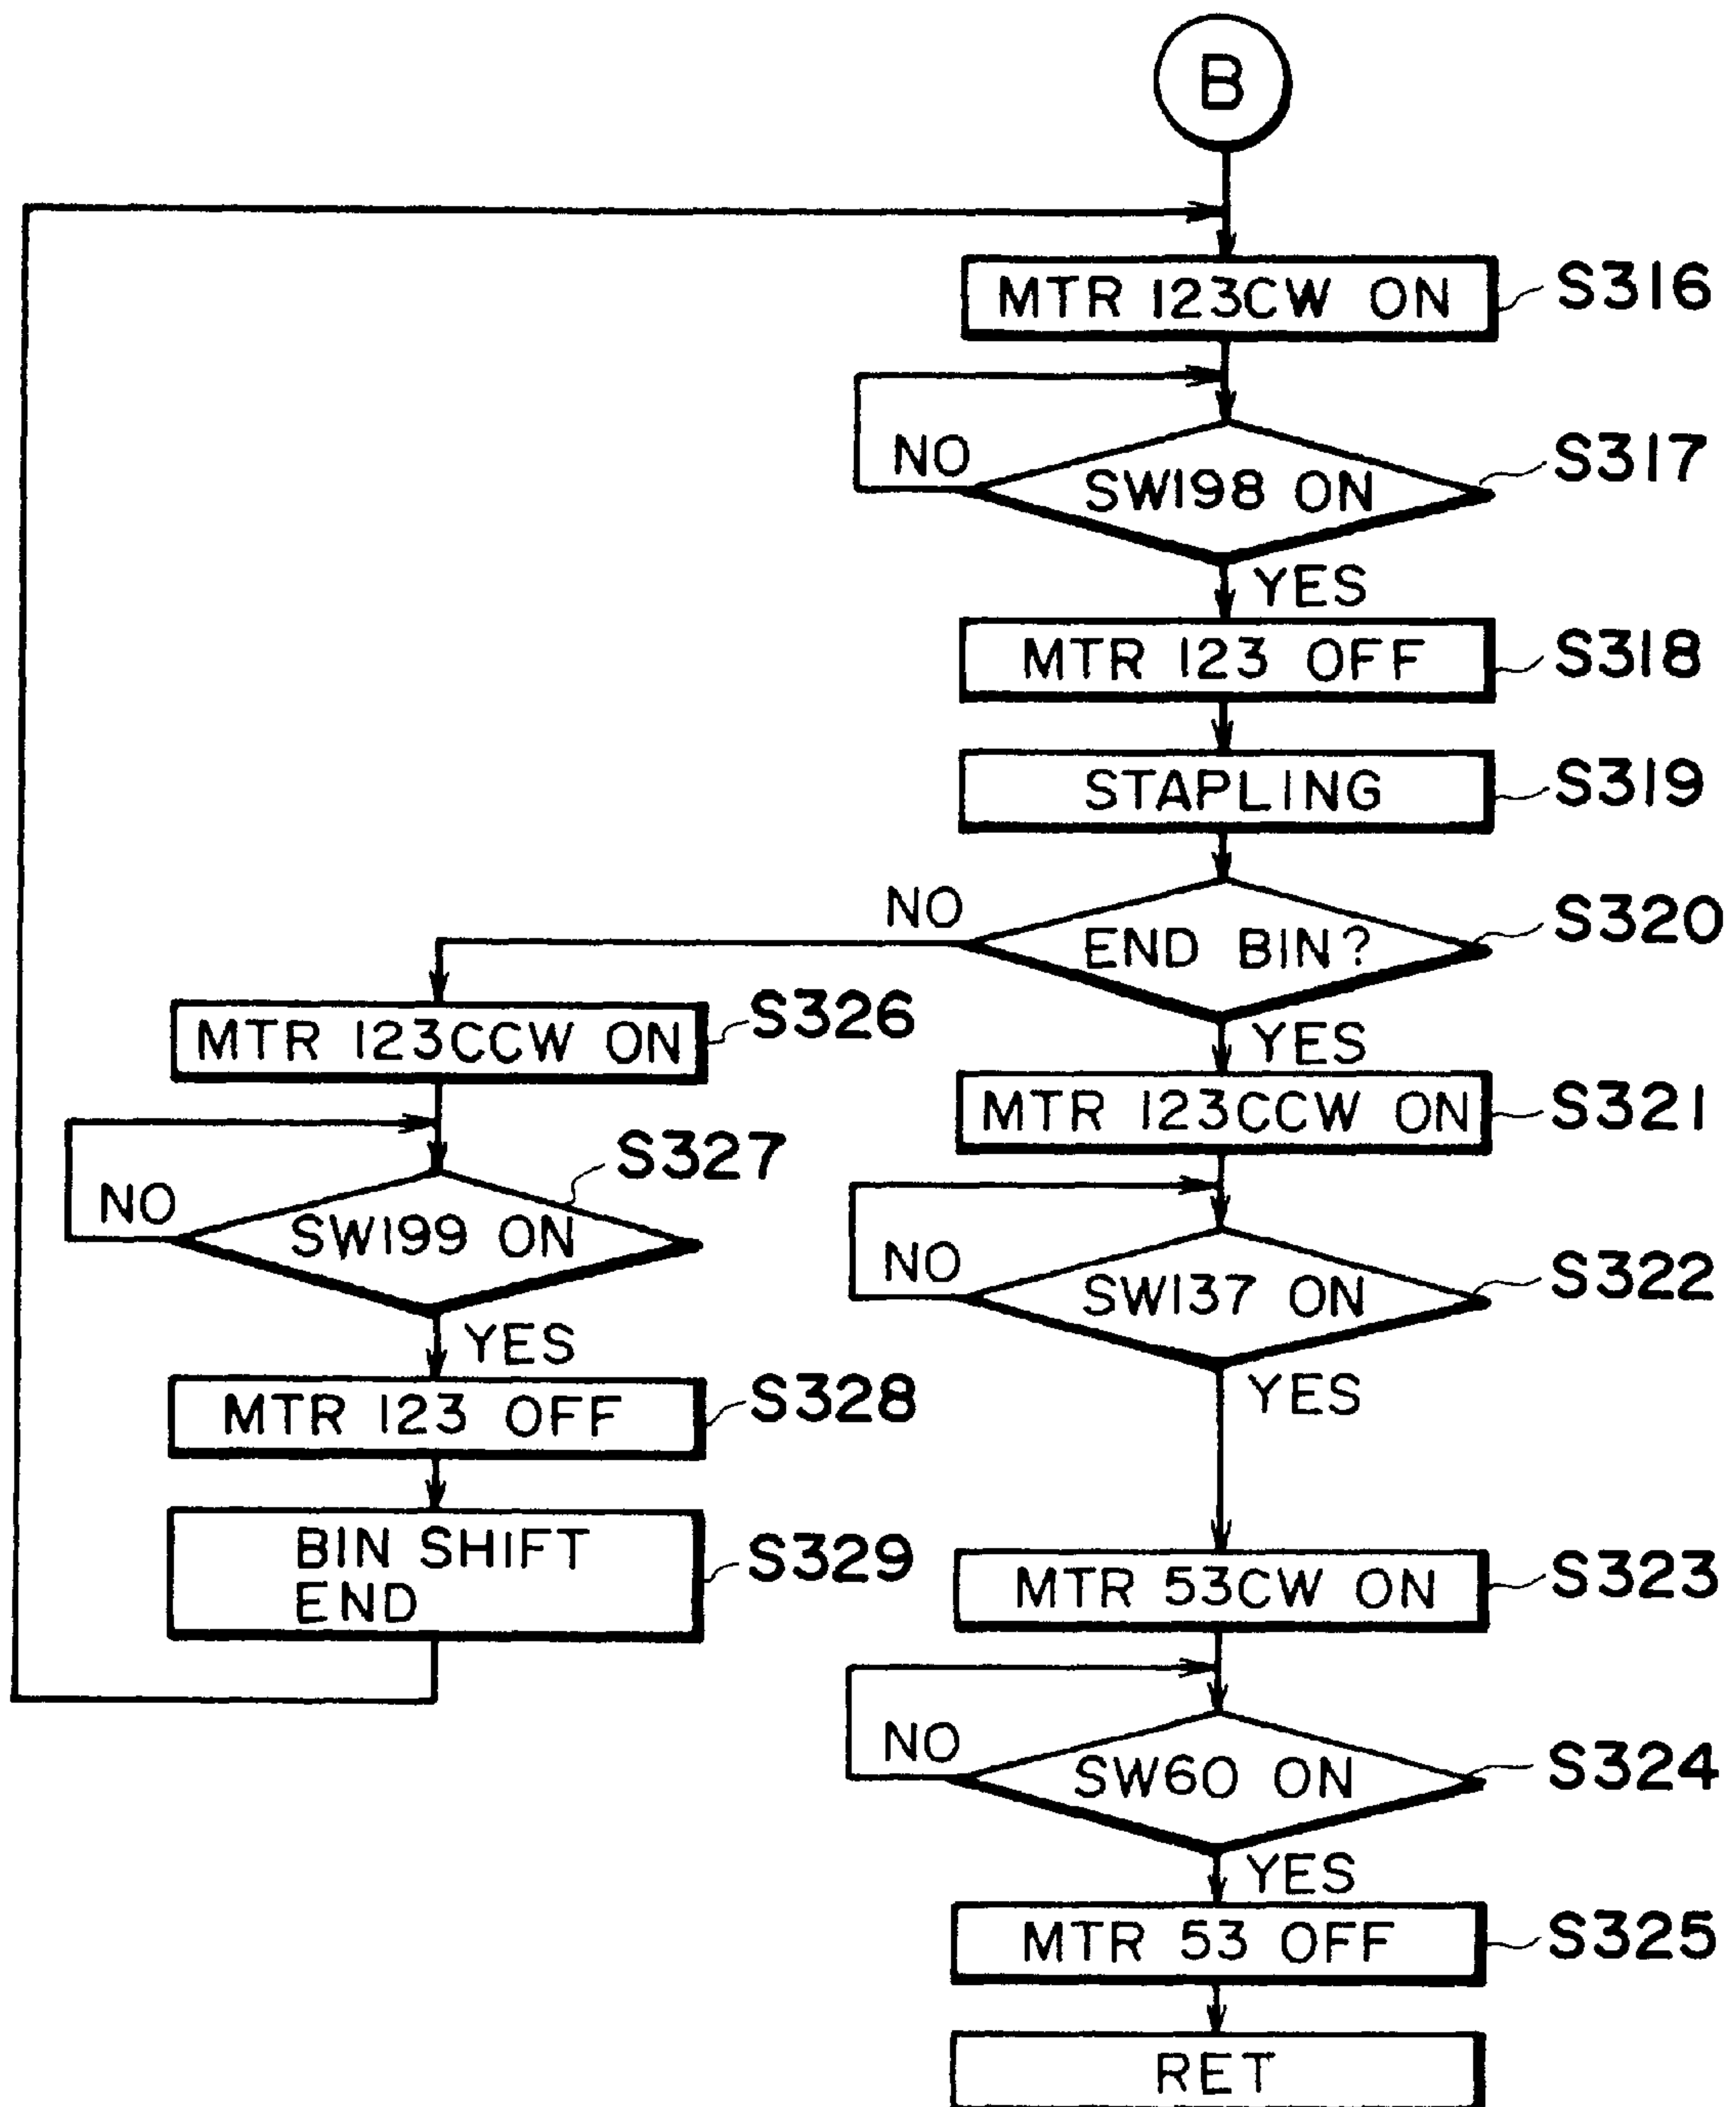 B
MTR 123CW ON
S316
NO
SW198 ON
S317
YES
MTR 123 OFF
S318
STAPLING
S319
NO
END BIN?
S320
YES
MTR 123CCW ON
S326
MTR 123CCW ON
S321
NO
SW199 ON
S327
NO
SW137 ON
S322
YES
YES
MTR 123 OFF
S328
BIN SHIFT
END
S329
MTR 53CW ON
S323
NO
SW60 ON
S324
YES
MTR 53 OFF
S325
RET